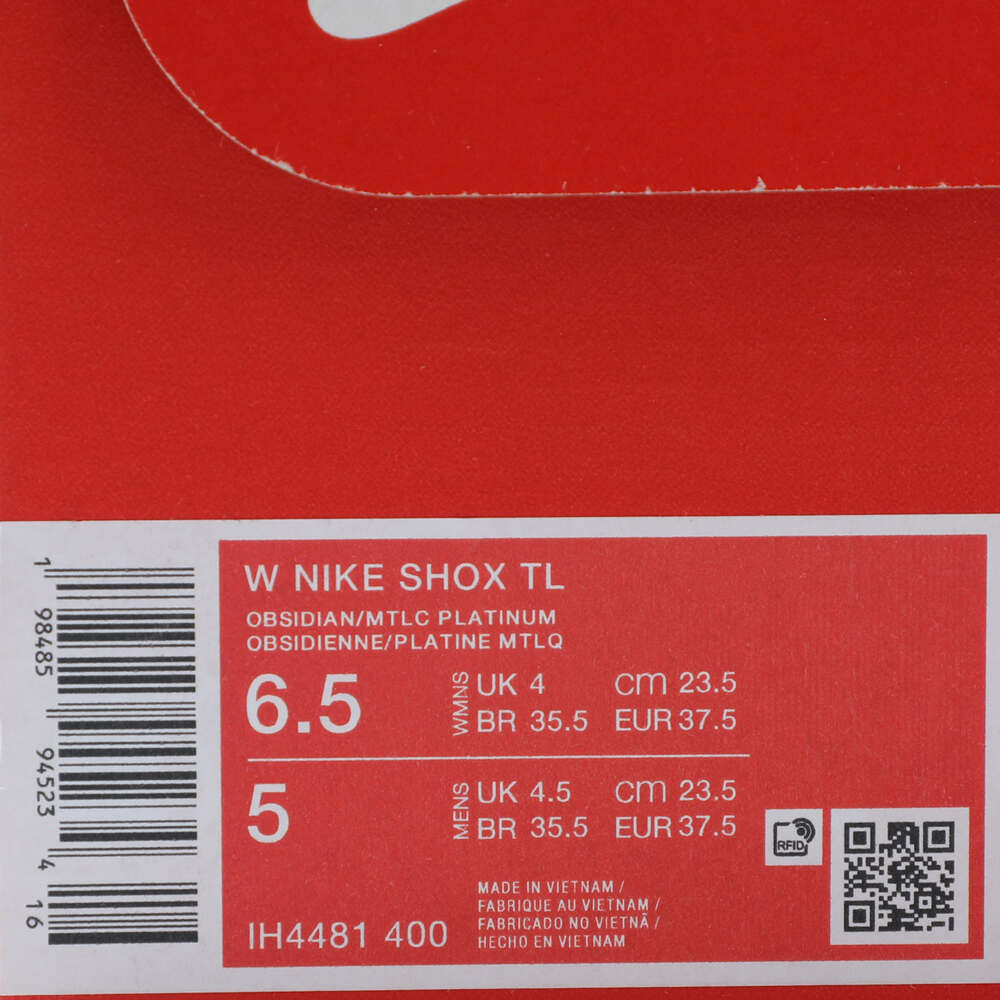 W NIKE SHOX TL
OBSIDIAN/MTLC PLATINUM
OBSIDIENNE/PLATINE MTLQ
6.5
WMNS
UK 4 cm 23.5
BR 35.5 EUR 37.5
5
MENS
UK 4.5 cm 23.5
BR 35.5 EUR 37.5
RFID
MADE IN VIETNAM /
FABRIQUE AU VIETNAM /
FABRICADO NO VIETNÃ /
HECHO EN VIETNAM
IH4481 400
1 98485 94523 4 16